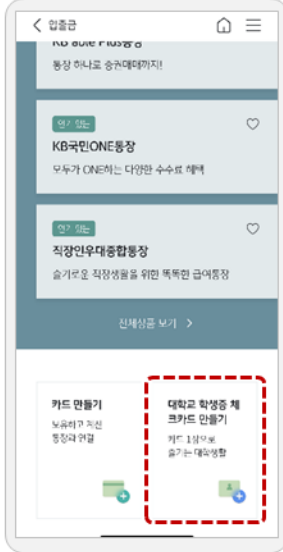 입출금
KB able Plus통장
통장 하나로 증권매매까지!
인기 있는
KB국민ONE통장
모두가 ONE하는 다양한 수수료 혜택
인기 있는
직장인우대종합통장
슬기로운 직장생활을 위한 똑똑한 급여통장
전체상품 보기
카드 만들기
보유하고 계신
통장과 연결
대학교 학생증 체
크카드 만들기
카드 1장으로
즐기는 대학생활